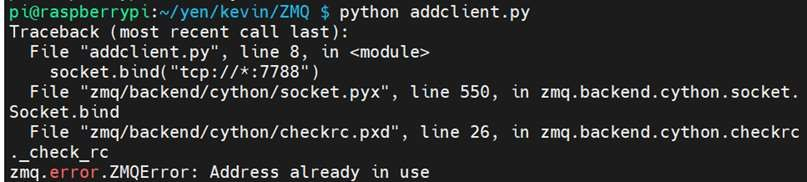 pi@raspberrypi:~/yen/kevin/ZMQ $ python addclient.py
Traceback (most recent call last):
  File "addclient.py", line 8, in <module>
    socket.bind("tcp://*:7788")
  File "zmq/backend/cython/socket.pyx", line 550, in zmq.backend.cython.socket.
Socket.bind
  File "zmq/backend/cython/checkrc.pxd", line 26, in zmq.backend.cython.checkrc
._check_rc
zmq.error.ZMQError: Address already in use